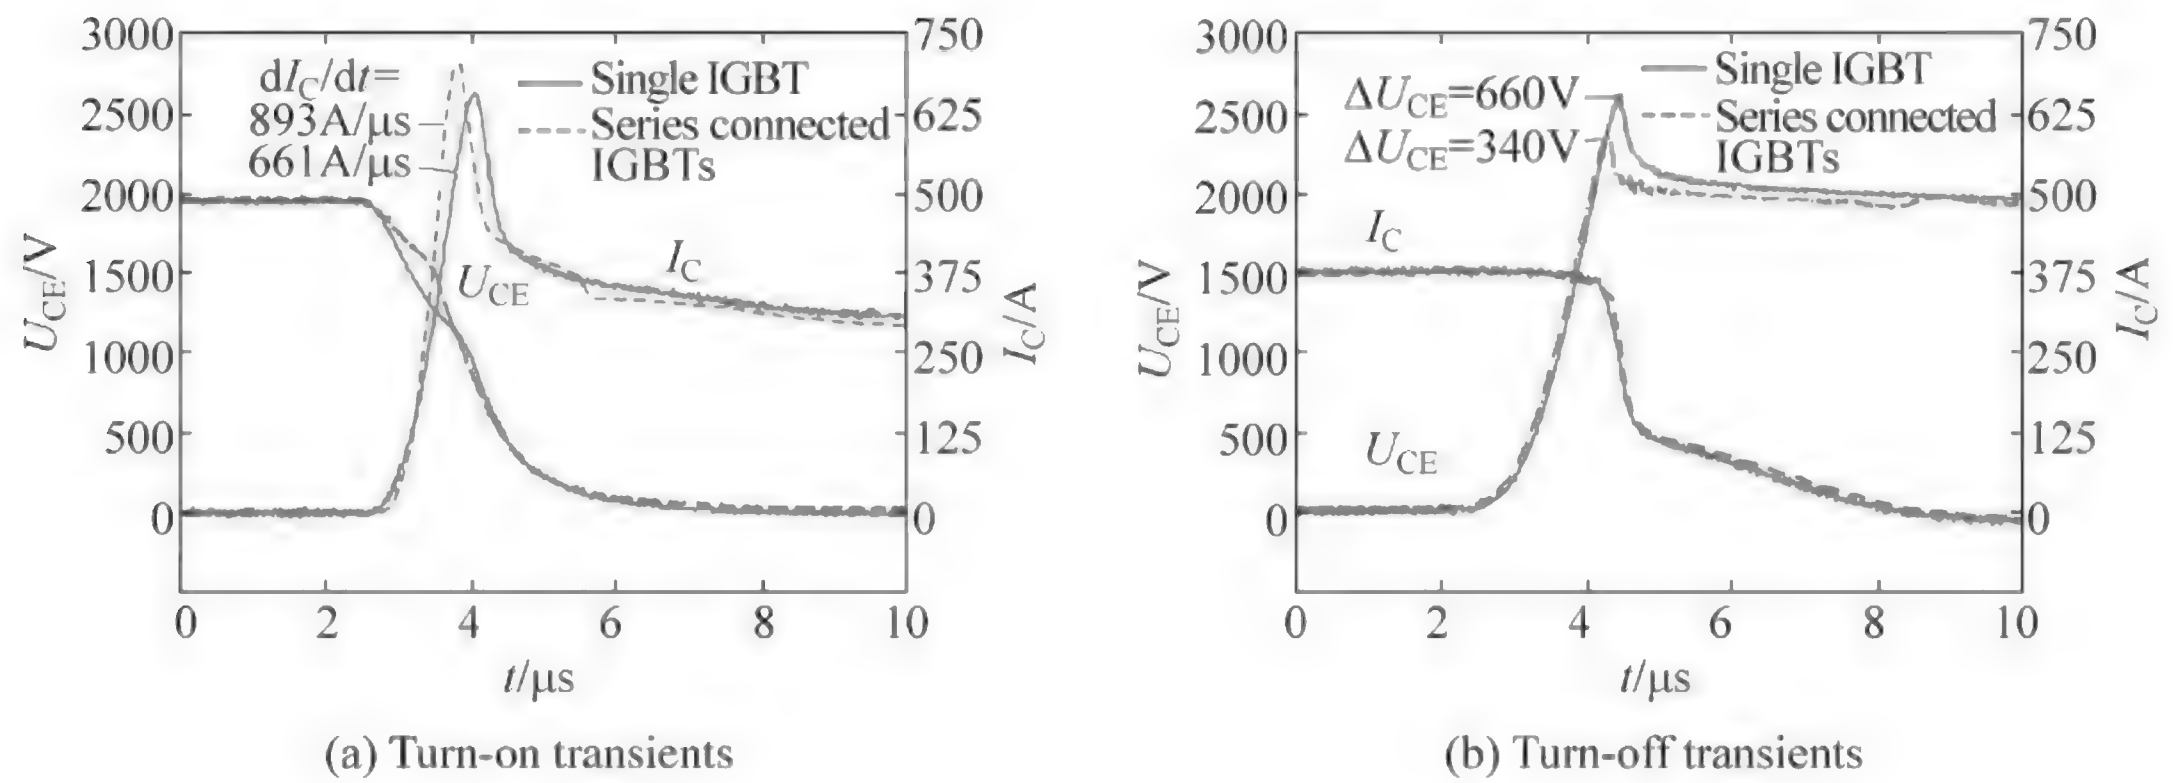 3000
2500
2000
1500
1000
500
0
U_CE/V
dI_C/dt=
893A/μs
661A/μs
Single IGBT
Series connected
IGBTs
U_CE
I_C
750
625
500
375
250
125
0
I_C/A
0 2 4 6 8 10
t/μs
(a) Turn-on transients
3000
2500
2000
1500
1000
500
0
U_CE/V
ΔU_CE=660V
ΔU_CE=340V
Single IGBT
Series connected
IGBTs
I_C
U_CE
750
625
500
375
250
125
0
I_C/A
0 2 4 6 8 10
t/μs
(b) Turn-off transients